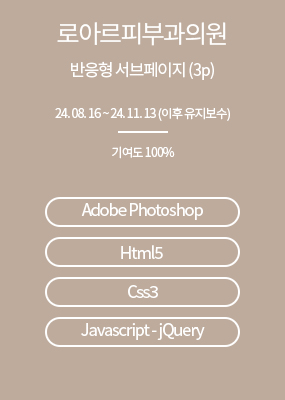 로아르피부과의원
반응형 서브페이지 (3p)
24. 08. 16 ~ 24. 11. 13 (이후 유지보수)
기여도 100%
Adobe Photoshop
Html5
Css3
Javascript - jQuery